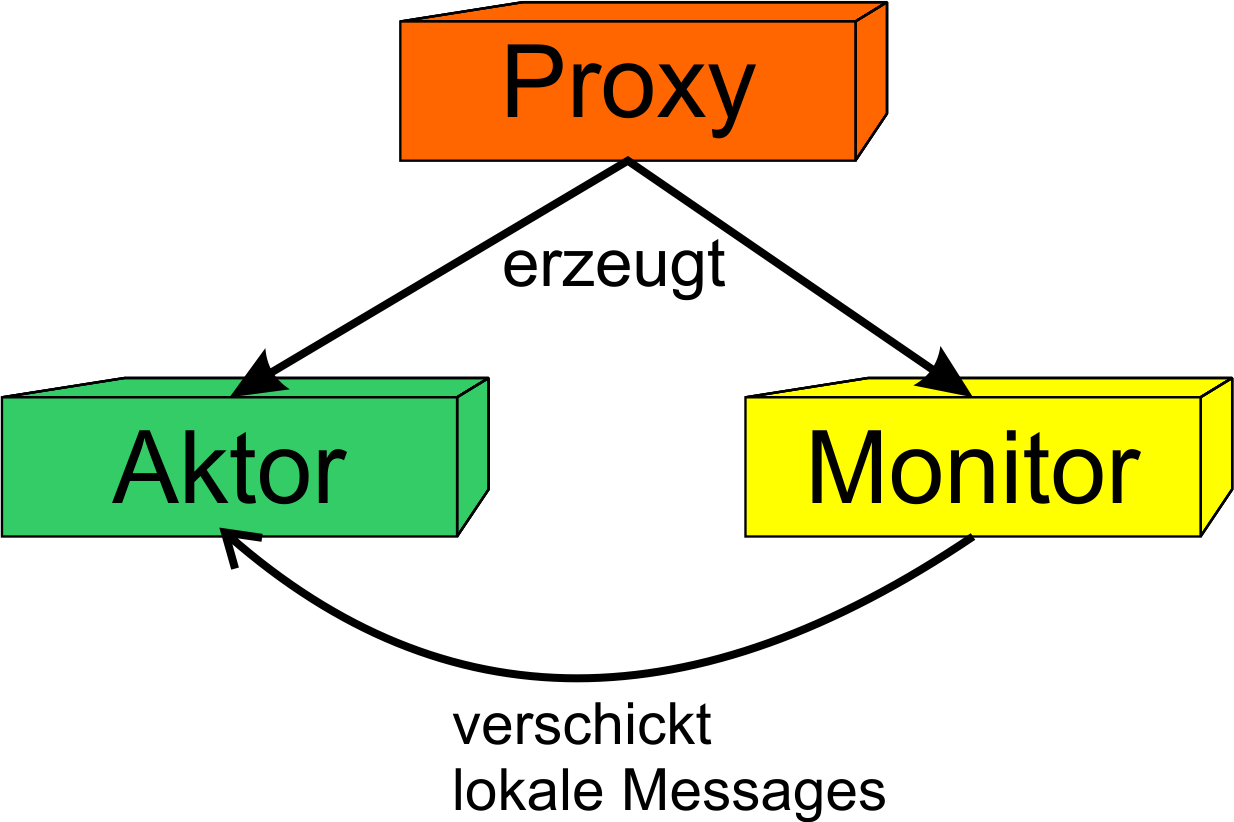 Proxy
erzeugt
Aktor
Monitor
verschickt
lokale Messages